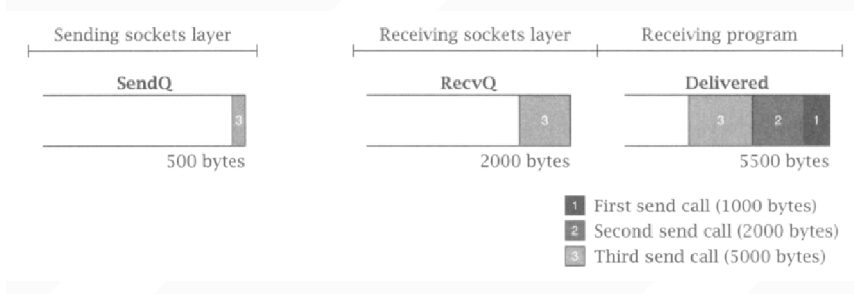 Sending sockets layer Receiving sockets layer Receiving program
SendQ RecvQ Delivered
3 3 3 2 1
500 bytes 2000 bytes 5500 bytes
1 First send call (1000 bytes)
2 Second send call (2000 bytes)
3 Third send call (5000 bytes)